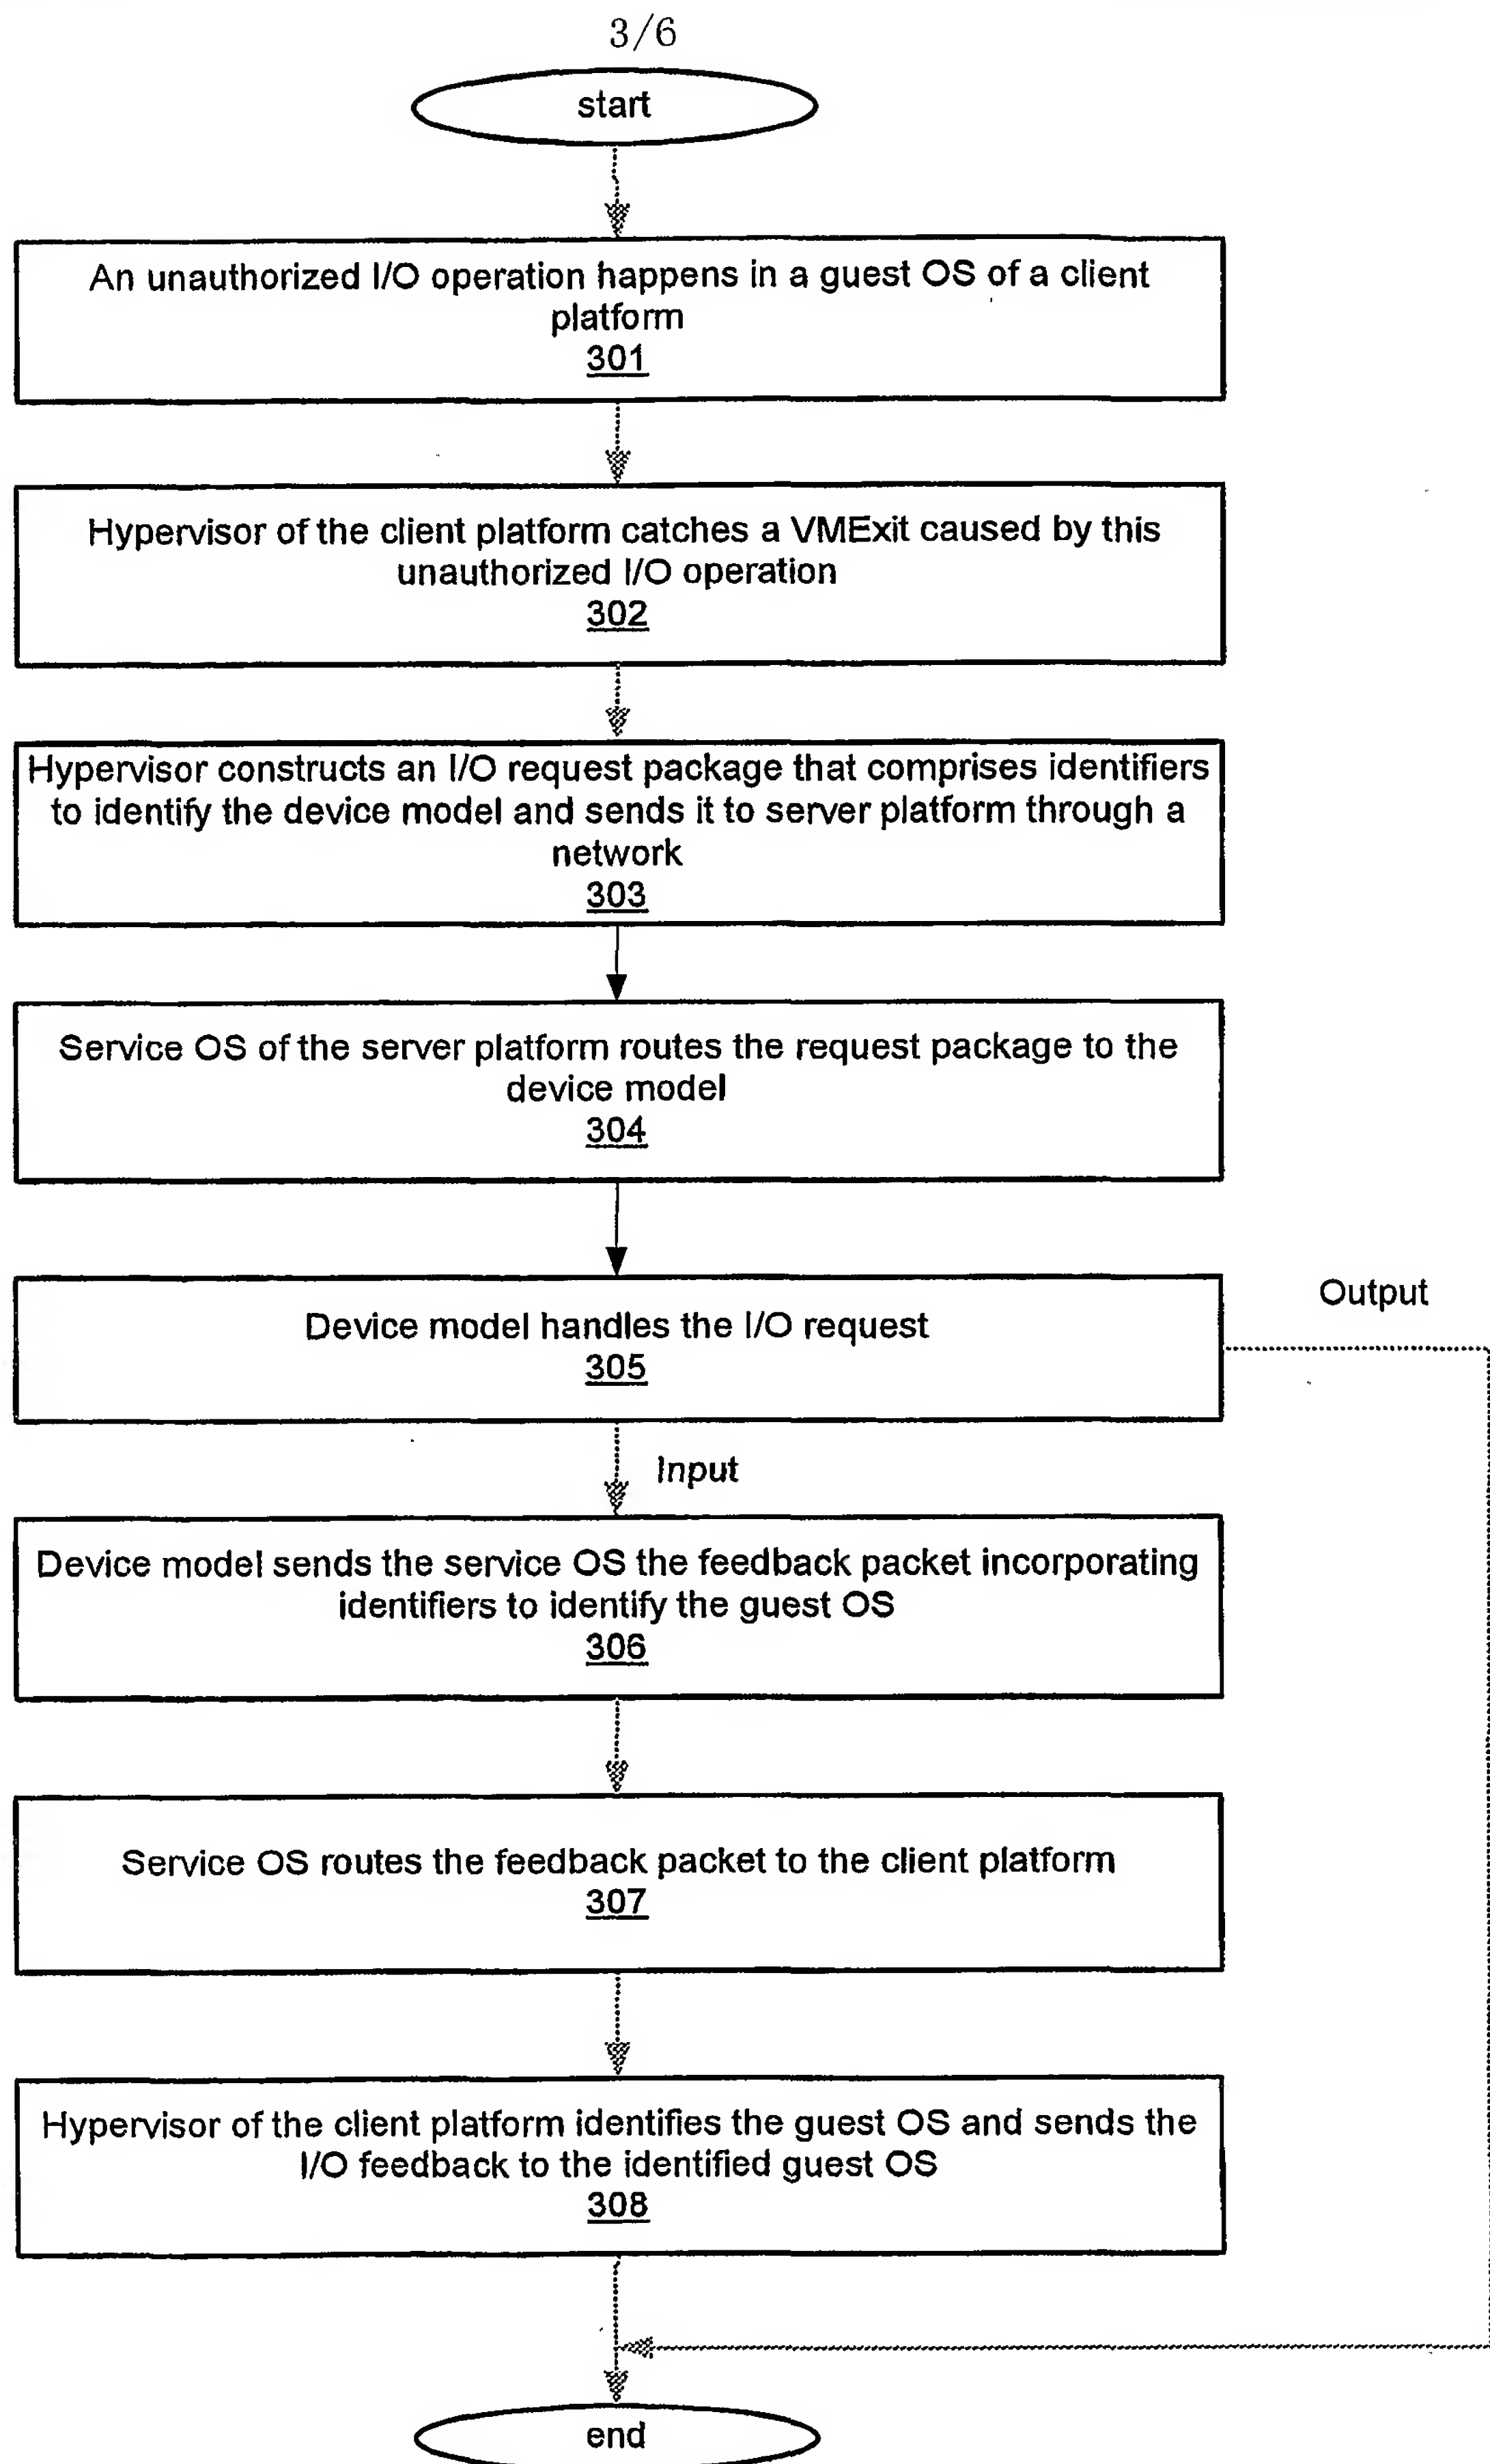 3/6
start
An unauthorized I/O operation happens in a guest OS of a client
platform
301
Hypervisor of the client platform catches a VMExit caused by this
unauthorized I/O operation
302
Hypervisor constructs an I/O request package that comprises identifiers
to identify the device model and sends it to server platform through a
network
303
Service OS of the server platform routes the request package to the
device model
304
Output
Device model handles the I/O request
305
Input
Device model sends the service OS the feedback packet incorporating
identifiers to identify the guest OS
306
Service OS routes the feedback packet to the client platform
307
Hypervisor of the client platform identifies the guest OS and sends the
I/O feedback to the identified guest OS
308
end